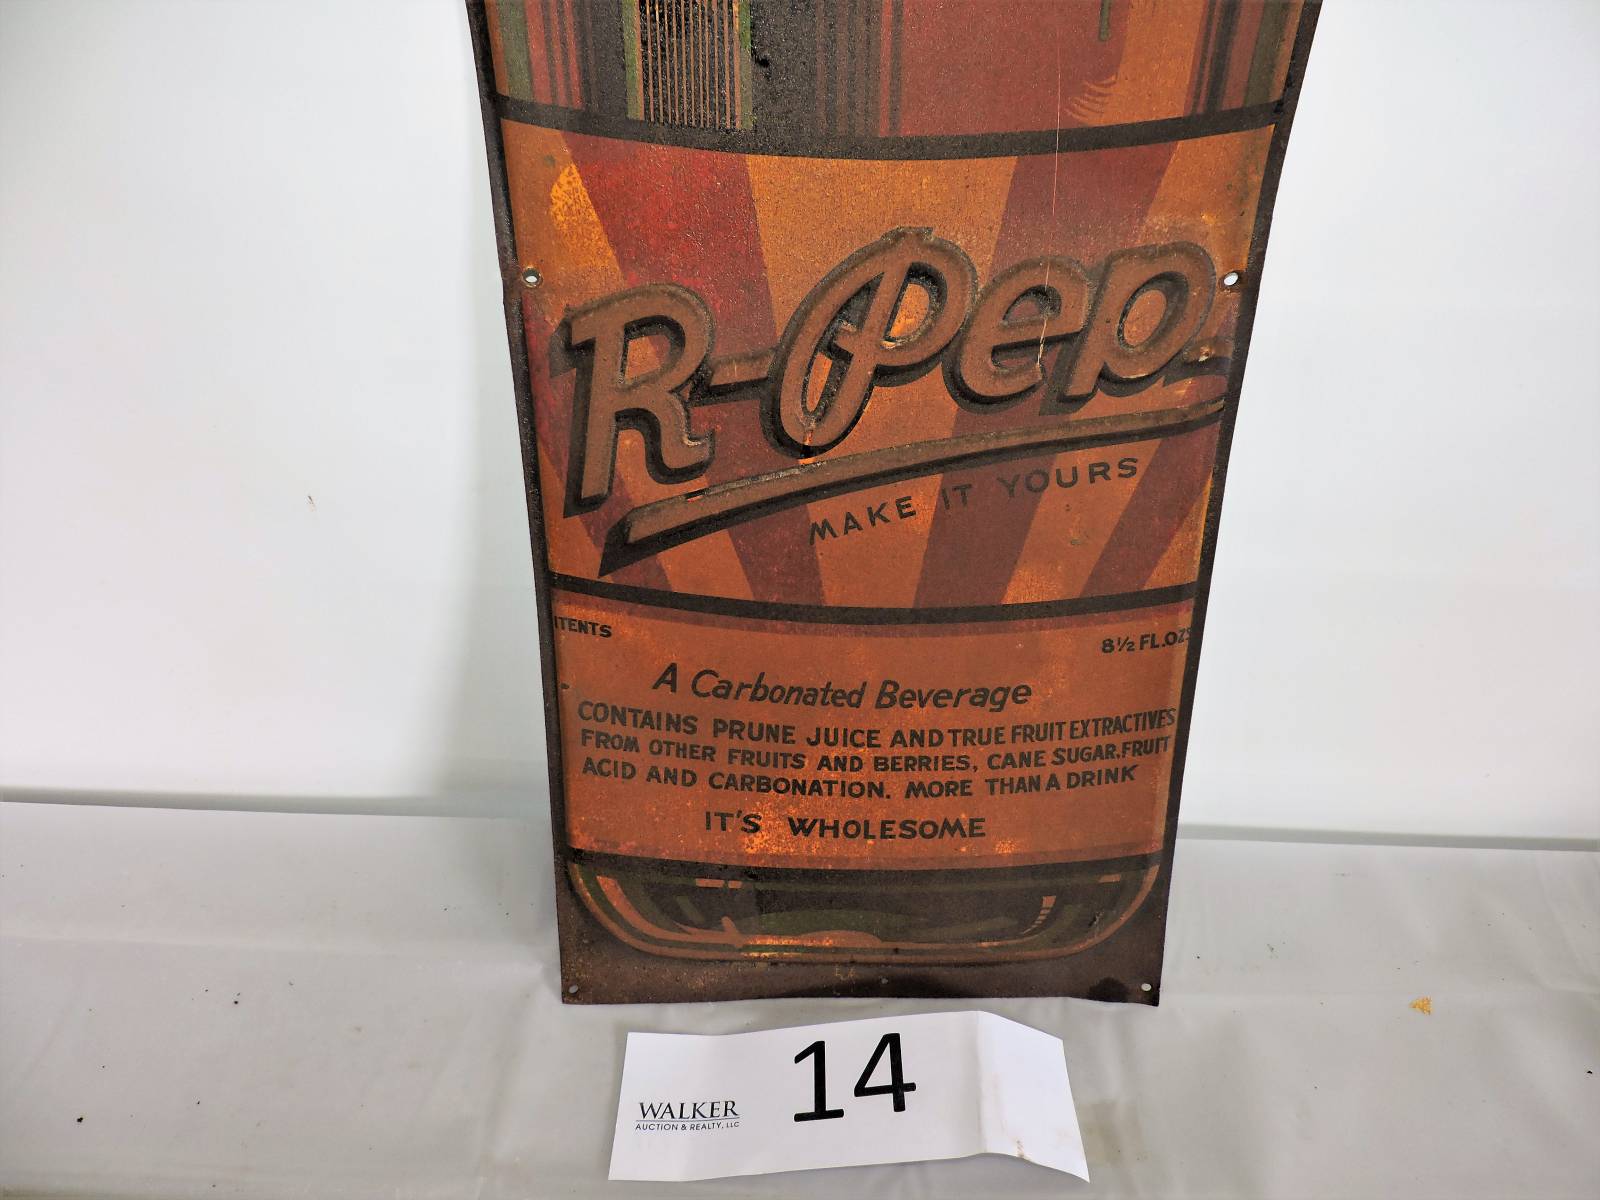 R-Pep
MAKE IT YOURS
TENTS
8½ FL.OZS
A Carbonated Beverage
CONTAINS PRUNE JUICE AND TRUE FRUIT EXTRACTIVES
FROM OTHER FRUITS AND BERRIES, CANE SUGAR, FRUIT
ACID AND CARBONATION. MORE THAN A DRINK
IT'S WHOLESOME
14
WALKER
AUCTION & REALTY, LLC